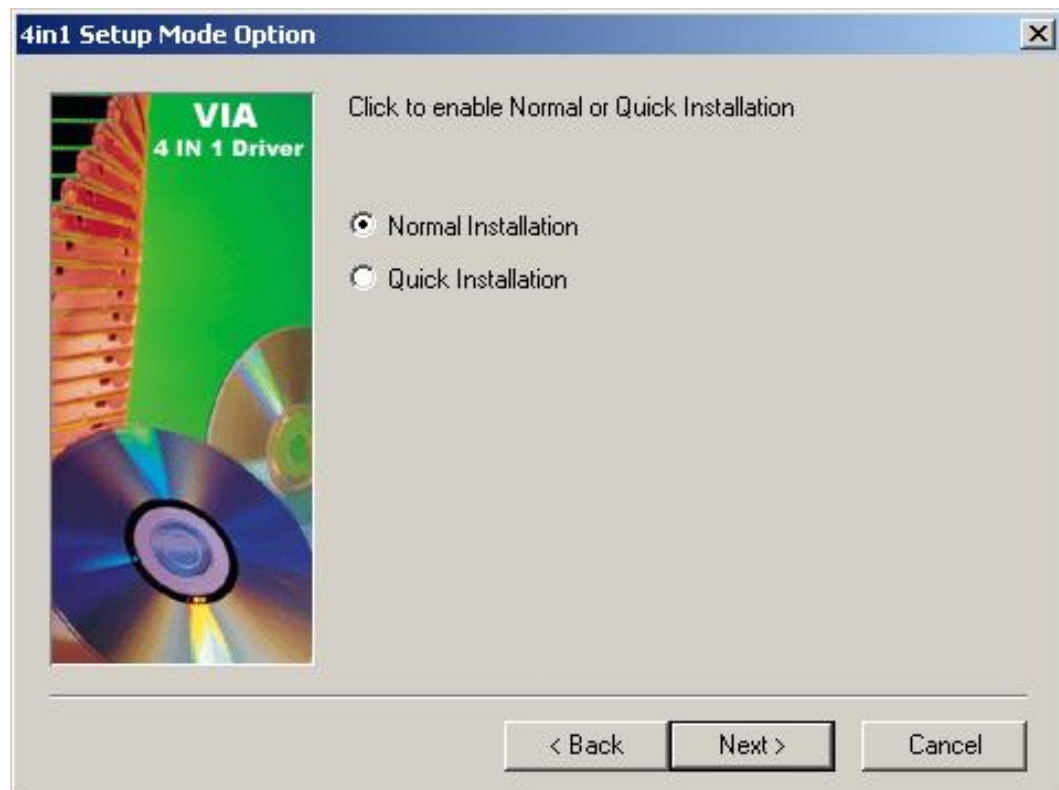 4in1 Setup Mode Option
VIA
4 IN 1 Driver
Click to enable Normal or Quick Installation
Normal Installation
Quick Installation
< Back
Next >
Cancel